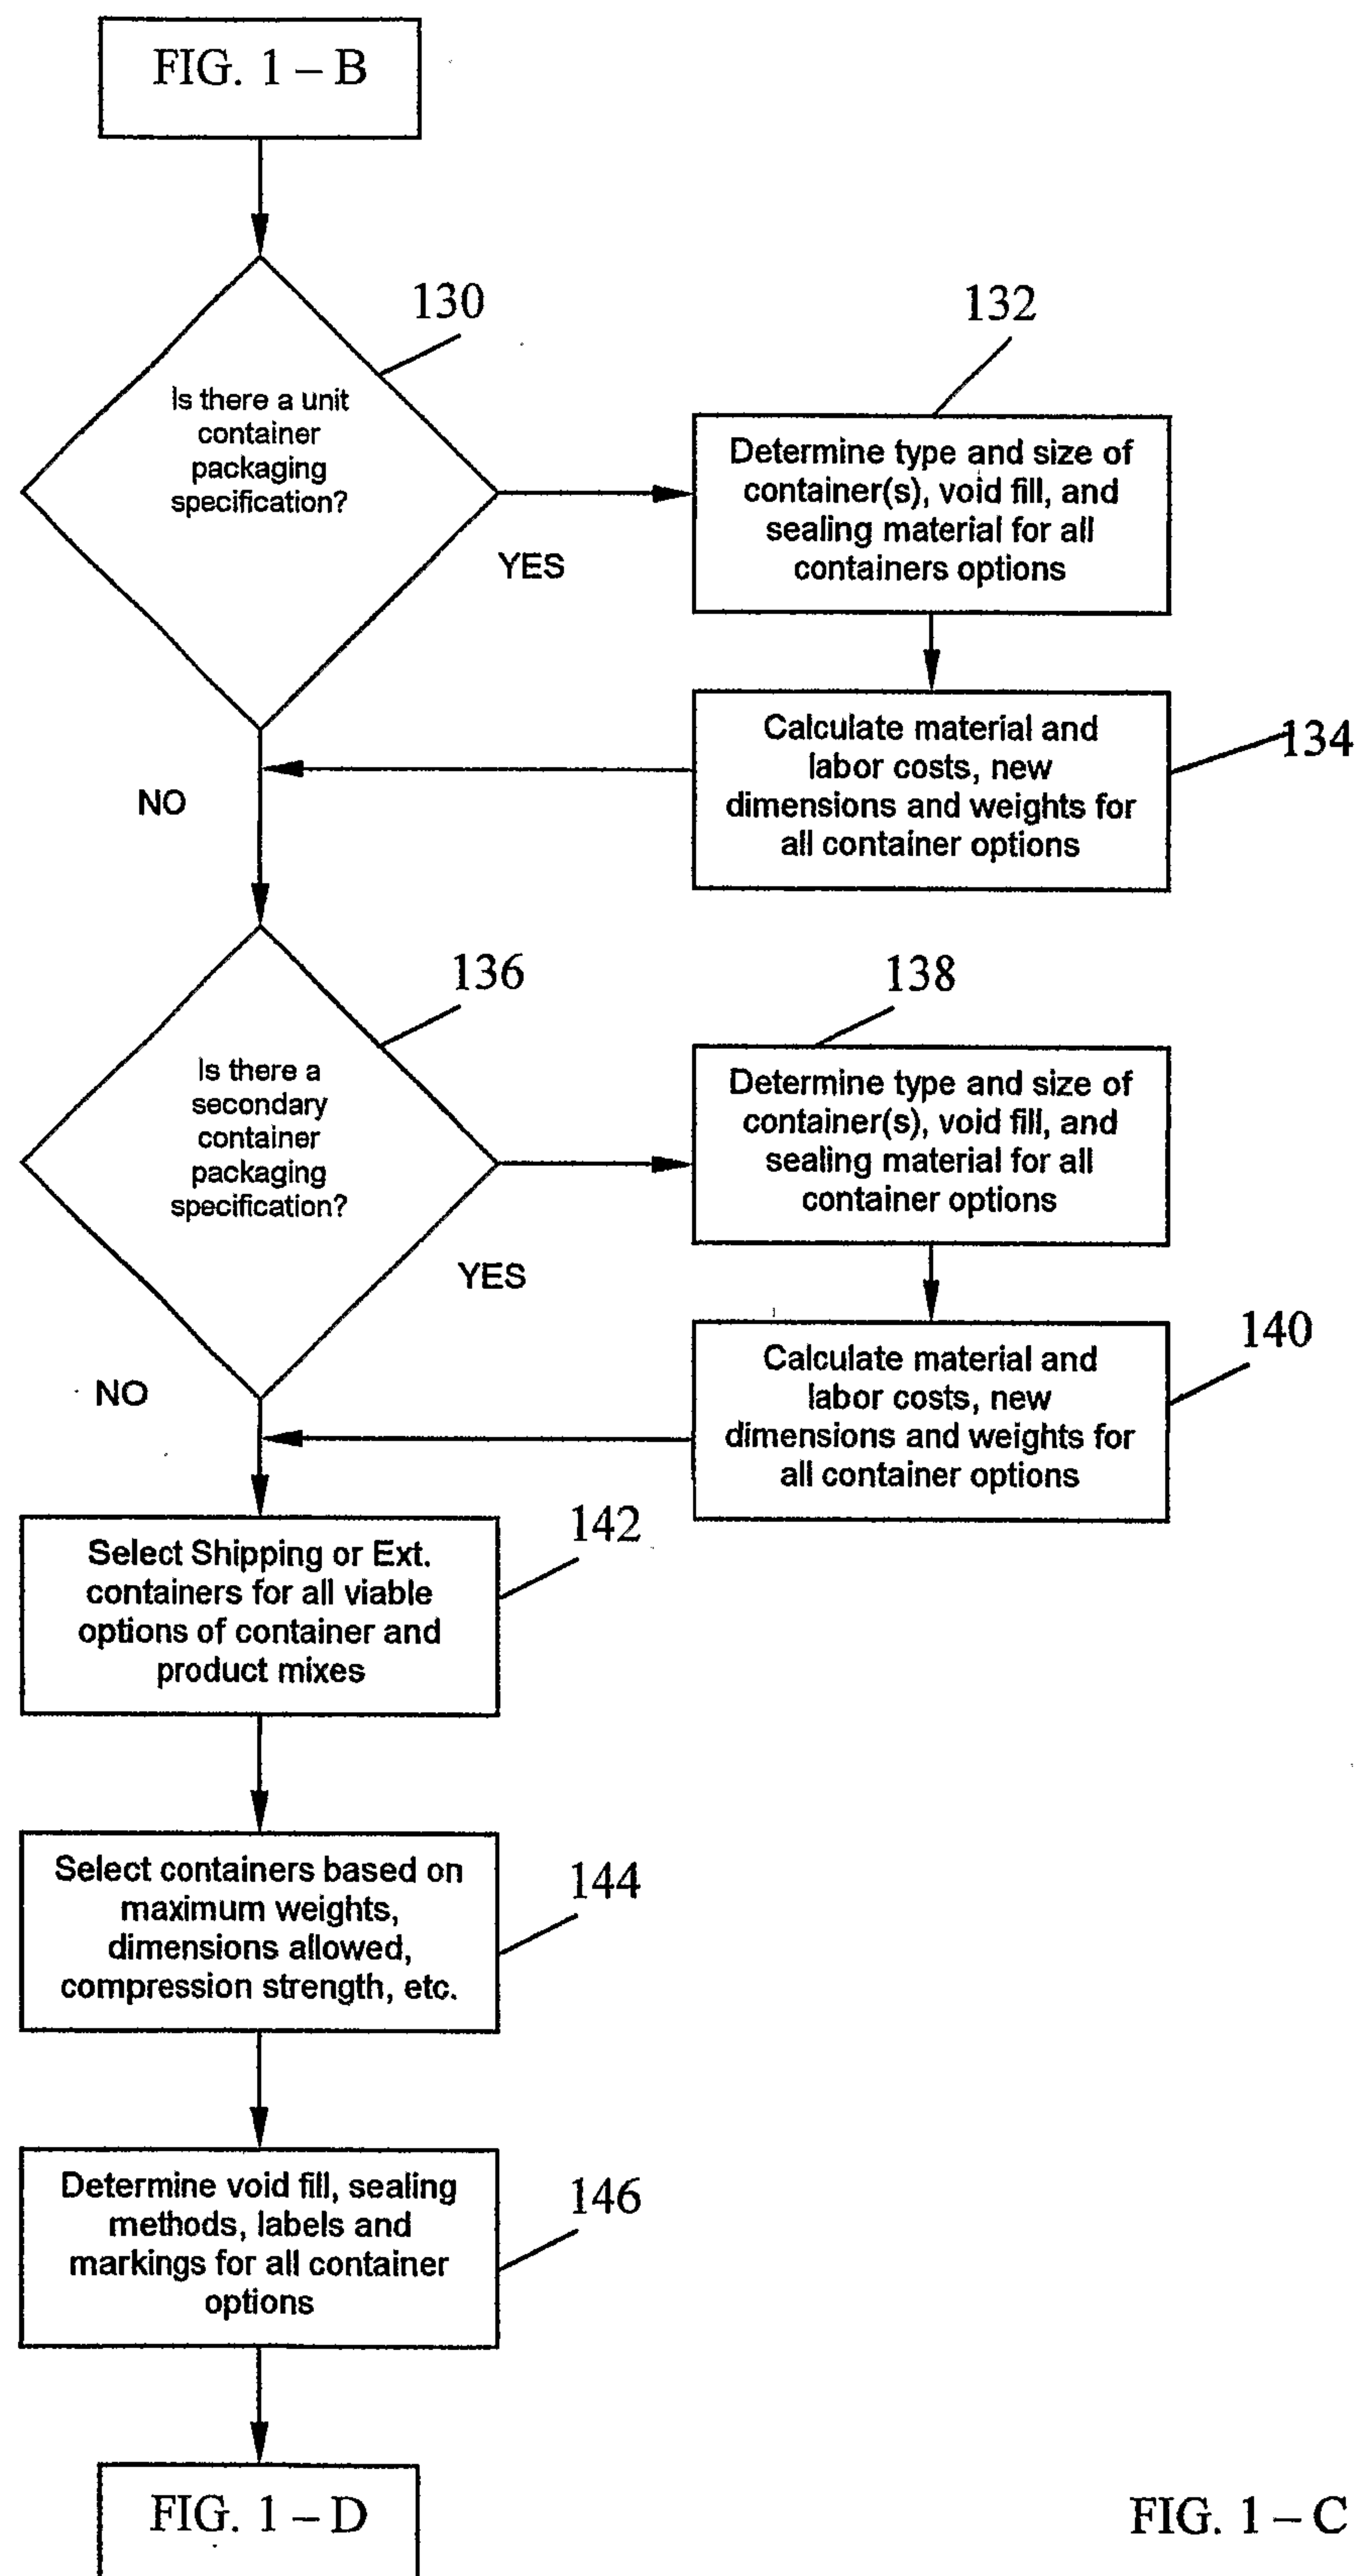 FIG. 1 – B
130
Is there a unit
container
packaging
specification?
YES
NO
132
Determine type and size of
container(s), void fill, and
sealing material for all
containers options
134
Calculate material and
labor costs, new
dimensions and weights for
all container options
136
Is there a
secondary
container
packaging
specification?
YES
NO
138
Determine type and size of
container(s), void fill, and
sealing material for all
container options
140
Calculate material and
labor costs, new
dimensions and weights for
all container options
142
Select Shipping or Ext.
containers for all viable
options of container and
product mixes
144
Select containers based on
maximum weights,
dimensions allowed,
compression strength, etc.
146
Determine void fill, sealing
methods, labels and
markings for all container
options
FIG. 1 – D
FIG. 1 – C